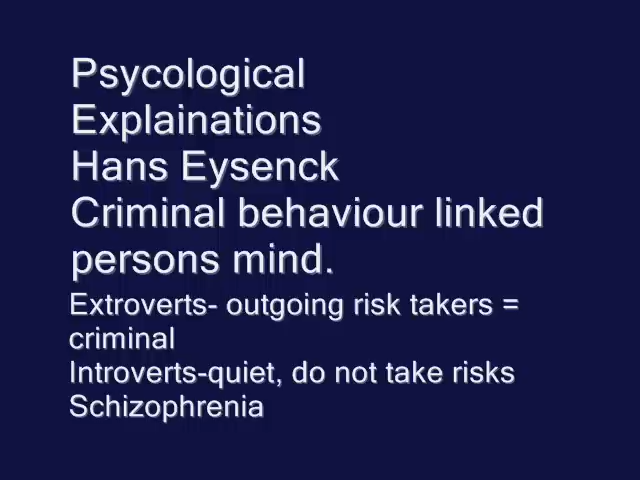 Psycological
Explainations
Hans Eysenck
Criminal behaviour linked
persons mind.
Extroverts- outgoing risk takers =
criminal
Introverts-quiet, do not take risks
Schizophrenia